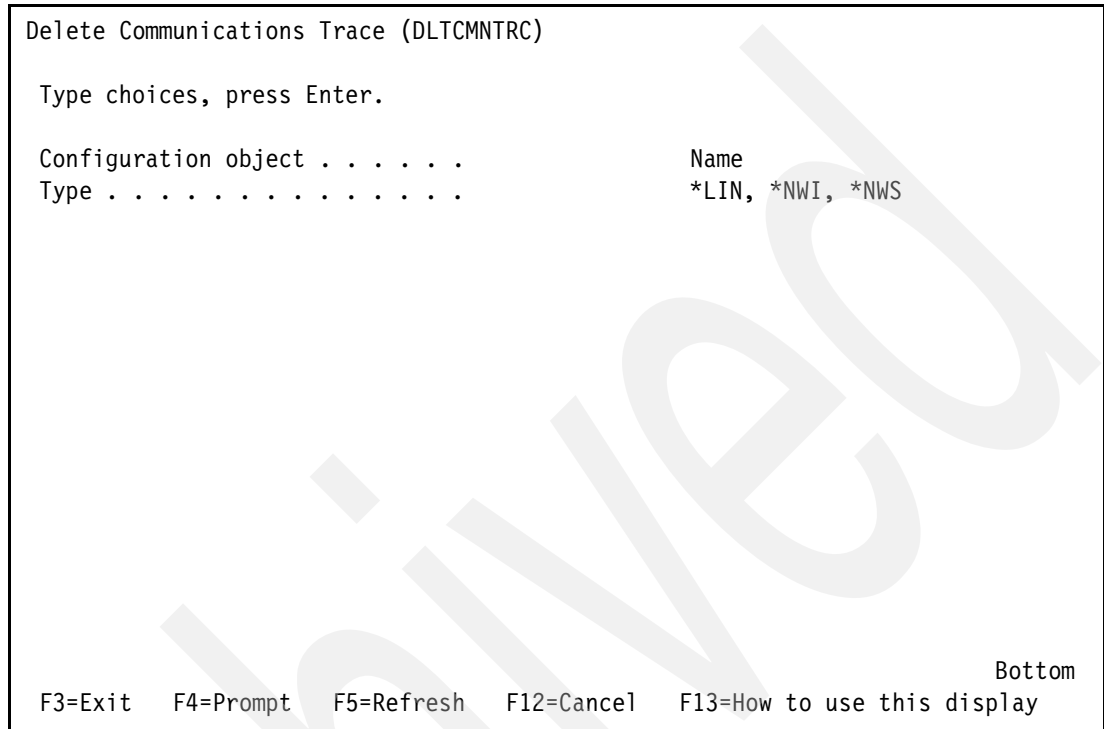 Delete Communications Trace (DLTCMNTRC)
Type choices, press Enter.
Configuration object . . . . . . Name
Type . . . . . . . . . . . . . . *LIN, *NWI, *NWS
Bottom
F3=Exit F4=Prompt F5=Refresh F12=Cancel F13=How to use this display
hived